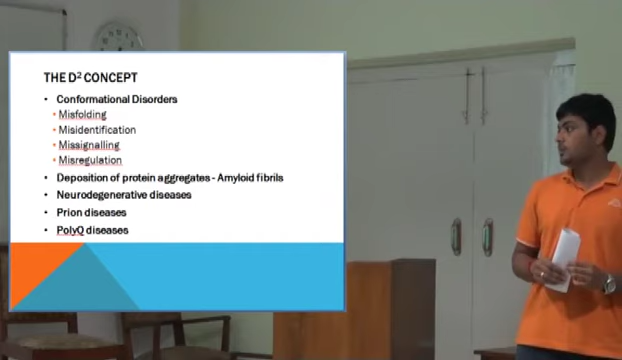 THE D² CONCEPT
• Conformational Disorders
• Misfolding
• Misidentification
• Missignalling
• Misregulation
• Deposition of protein aggregates - Amyloid fibrils
• Neurodegenerative diseases
• Prion diseases
• PolyQ diseases